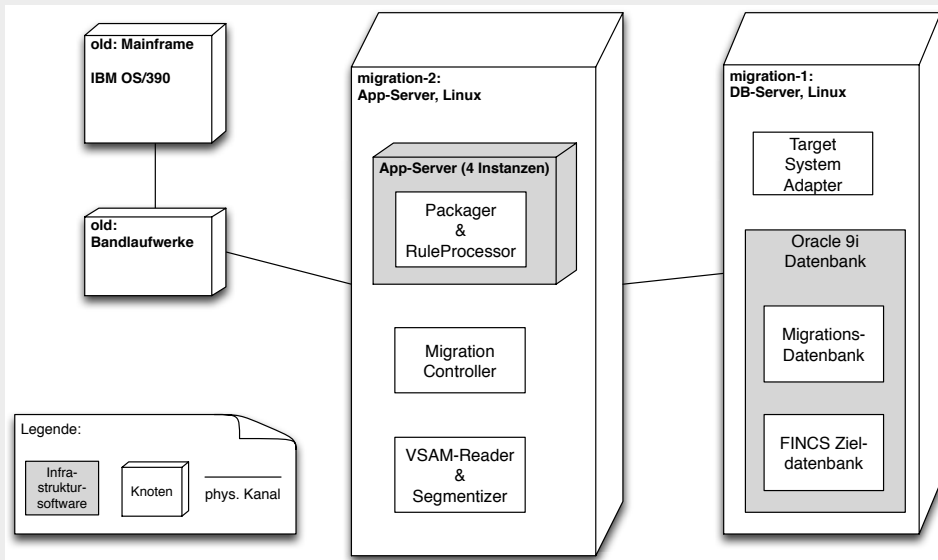 old: Mainframe
IBM OS/390
old:
Bandlaufwerke
migration-2:
App-Server, Linux
App-Server (4 Instanzen)
Packager
&
RuleProcessor
Migration
Controller
VSAM-Reader
&
Segmentizer
migration-1:
DB-Server, Linux
Target
System
Adapter
Oracle 9i
Datenbank
Migrations-
Datenbank
FINCS Ziel-
datenbank
Legende:
Infra-
struktur-
software
Knoten
phys. Kanal